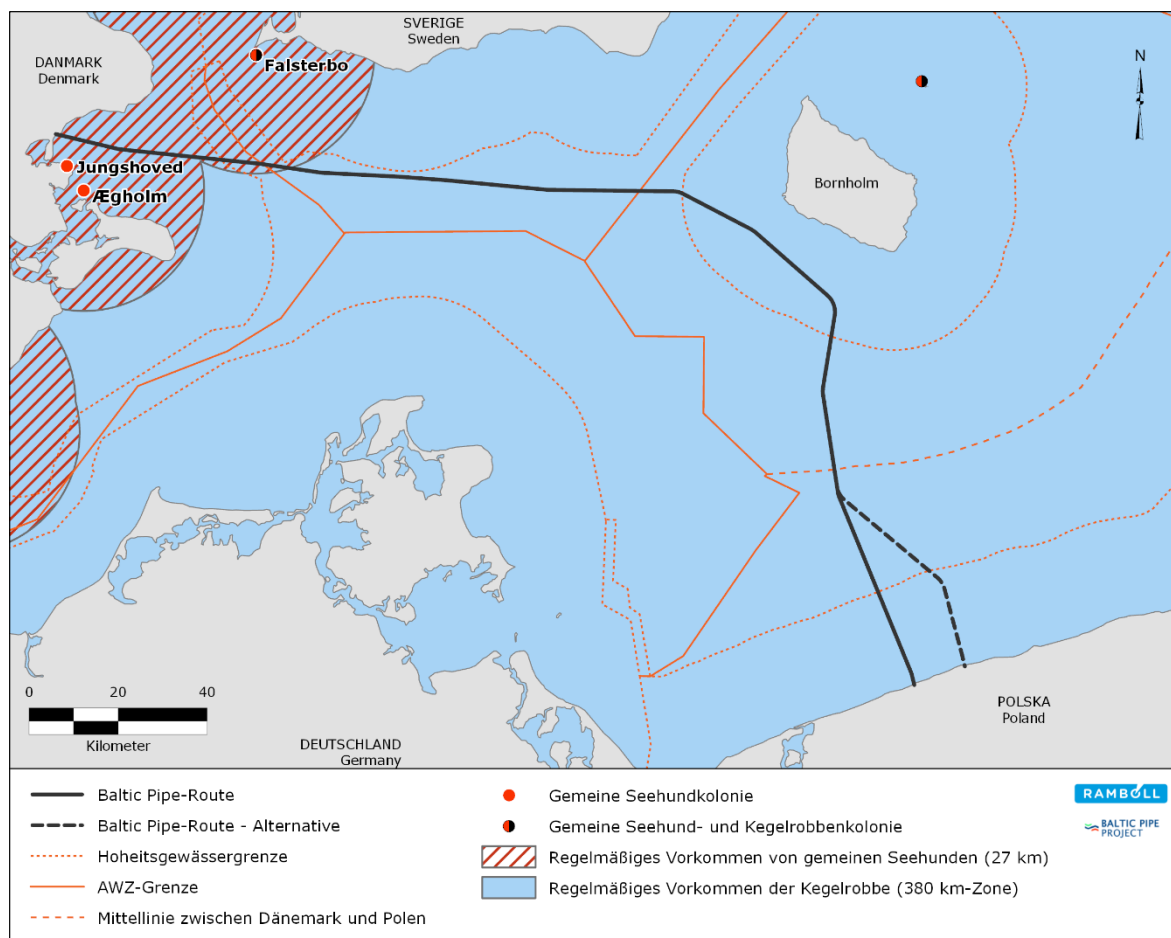 SVERIGE
Sweden
DANMARK
Denmark
Falsterbo
N
Jungshoved
Ægholm
Bornholm
0 20 40
Kilometer
DEUTSCHLAND
Germany
POLSKA
Poland
Baltic Pipe-Route
Baltic Pipe-Route - Alternative
Hoheitsgewässergrenze
AWZ-Grenze
Mittellinie zwischen Dänemark und Polen
Gemeine Seehundkolonie
Gemeine Seehund- und Kegelrobbenkolonie
Regelmäßiges Vorkommen von gemeinen Seehunden (27 km)
Regelmäßiges Vorkommen der Kegelrobbe (380 km-Zone)
RAMBOLL
BALTIC PIPE
PROJECT